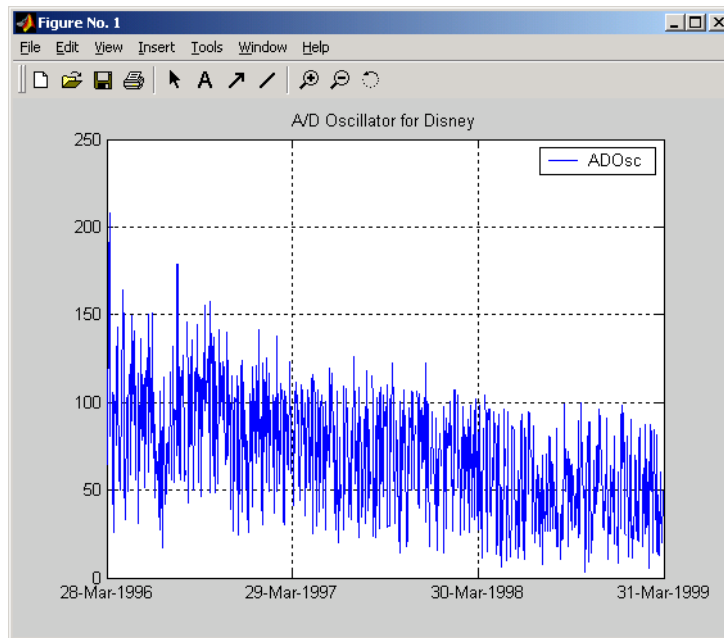 Figure No. 1
File Edit View Insert Tools Window Help
A
A/D Oscillator for Disney
ADOsc
250
200
150
100
50
0
28-Mar-1996 29-Mar-1997 30-Mar-1998 31-Mar-1999